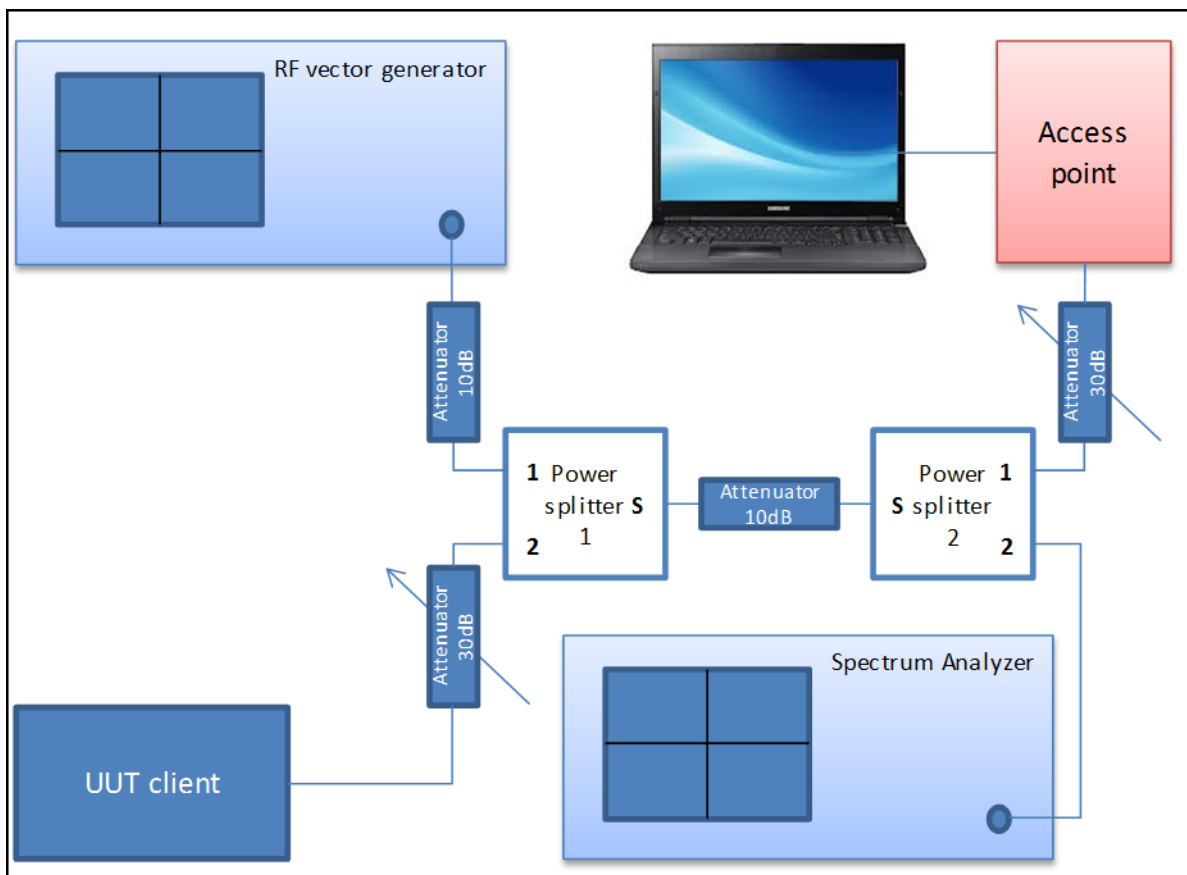 RF vector generator
Access
point
Attenuator
10dB
Attenuator
30dB
1 Power
splitter S
2 1
Attenuator
10dB
Power 1
S splitter
2 2
Attenuator
30dB
Spectrum Analyzer
UUT client